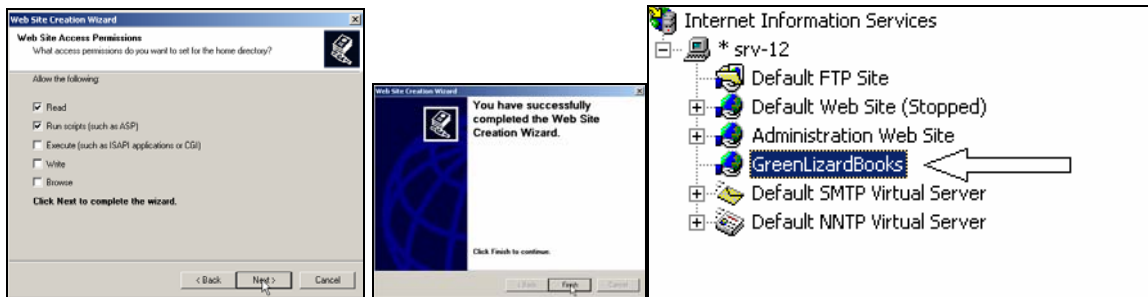 Web Site Creation Wizard
Web Site Access Permissions
What access permissions do you want to set for the home directory?
Allow the following:
Read
Run scripts (such as ASP)
Execute (such as ISAPI applications or CGI)
Write
Browse
Click Next to complete the wizard.
< Back
Next >
Cancel
Web Site Creation Wizard
You have successfully
completed the Web Site
Creation Wizard.
Click Finish to continue.
< Back
Finish
Cancel
Internet Information Services
* srv-12
Default FTP Site
Default Web Site (Stopped)
Administration Web Site
GreenLizardBooks
Default SMTP Virtual Server
Default NNTP Virtual Server